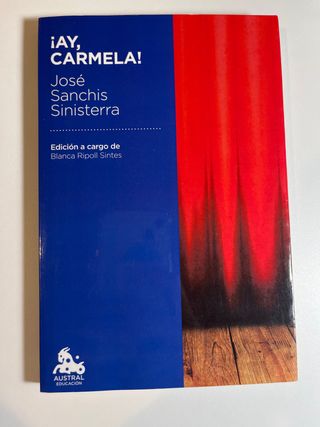 ¡AY,
CARMELA!
José
Sanchis
Sinisterra
Edición a cargo de
Blanca Ripoll Sintes
AUSTRAL
EDUCACIÓN